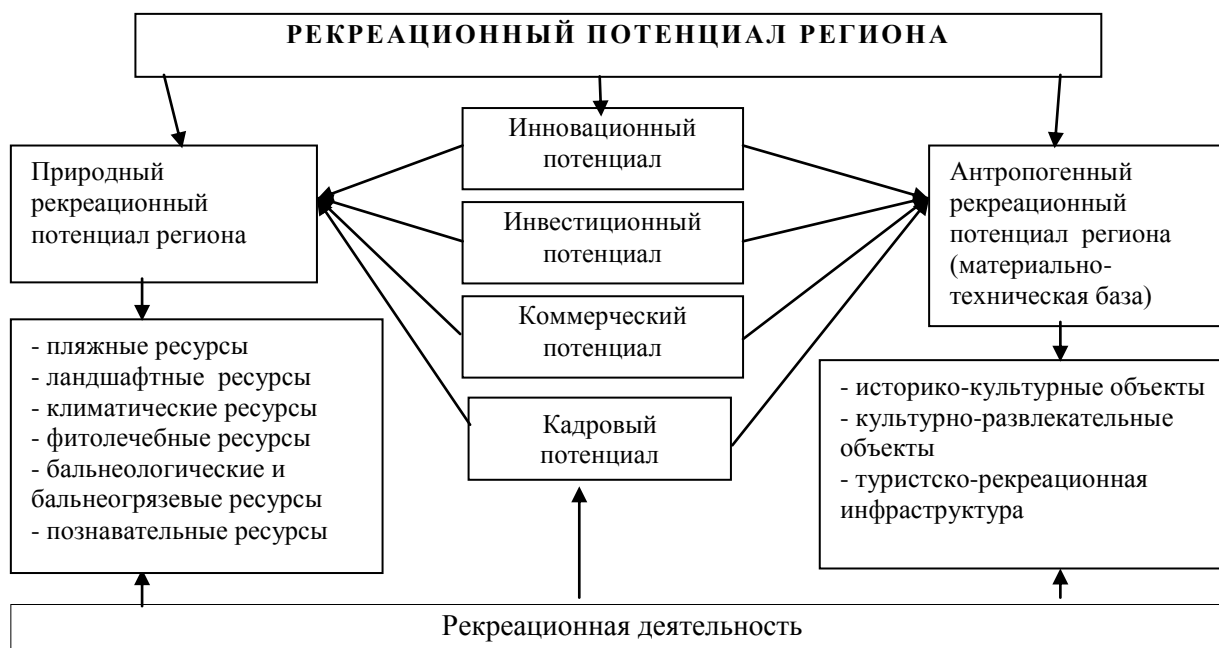 РЕКРЕАЦИОННЫЙ ПОТЕНЦИАЛ РЕГИОНА
Инновационный
потенциал
Природный
рекреационный
потенциал региона
Антропогенный
рекреационный
потенциал региона
(материально-
техническая база)
Инвестиционный
потенциал
Коммерческий
потенциал
Кадровый
потенциал
- пляжные ресурсы
- ландшафтные ресурсы
- климатические ресурсы
- фитолечебные ресурсы
- бальнеологические и
бальнеогрязевые ресурсы
- познавательные ресурсы
- историко-культурные объекты
- культурно-развлекательные
объекты
- туристско-рекреационная
инфраструктура
Рекреационная деятельность